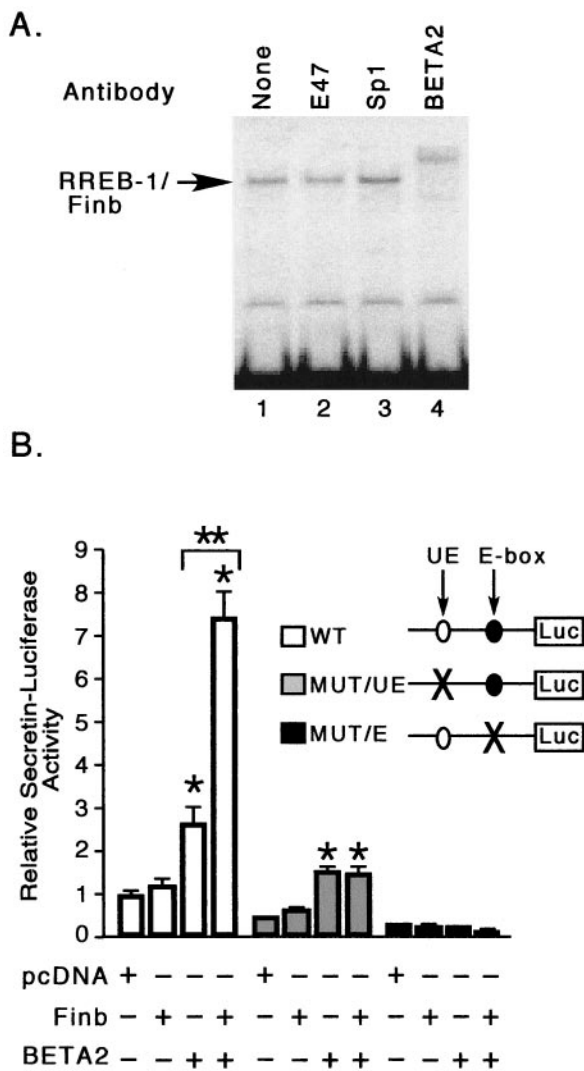 A.
Antibody
None
E47
Sp1
BETA2
RREB-1/
Finb
1 2 3 4
B.
Relative Secretin-Luciferase
Activity
9
8
7
6
5
4
3
2
1
0
**
*
*
* *
UE E-box
WT
Luc
MUT/UE
X
Luc
MUT/E
X
Luc
pcDNA + – – – + – – – + – – –
Finb – + – + – + – + – + – +
BETA2 – – + + – – + + – – + +